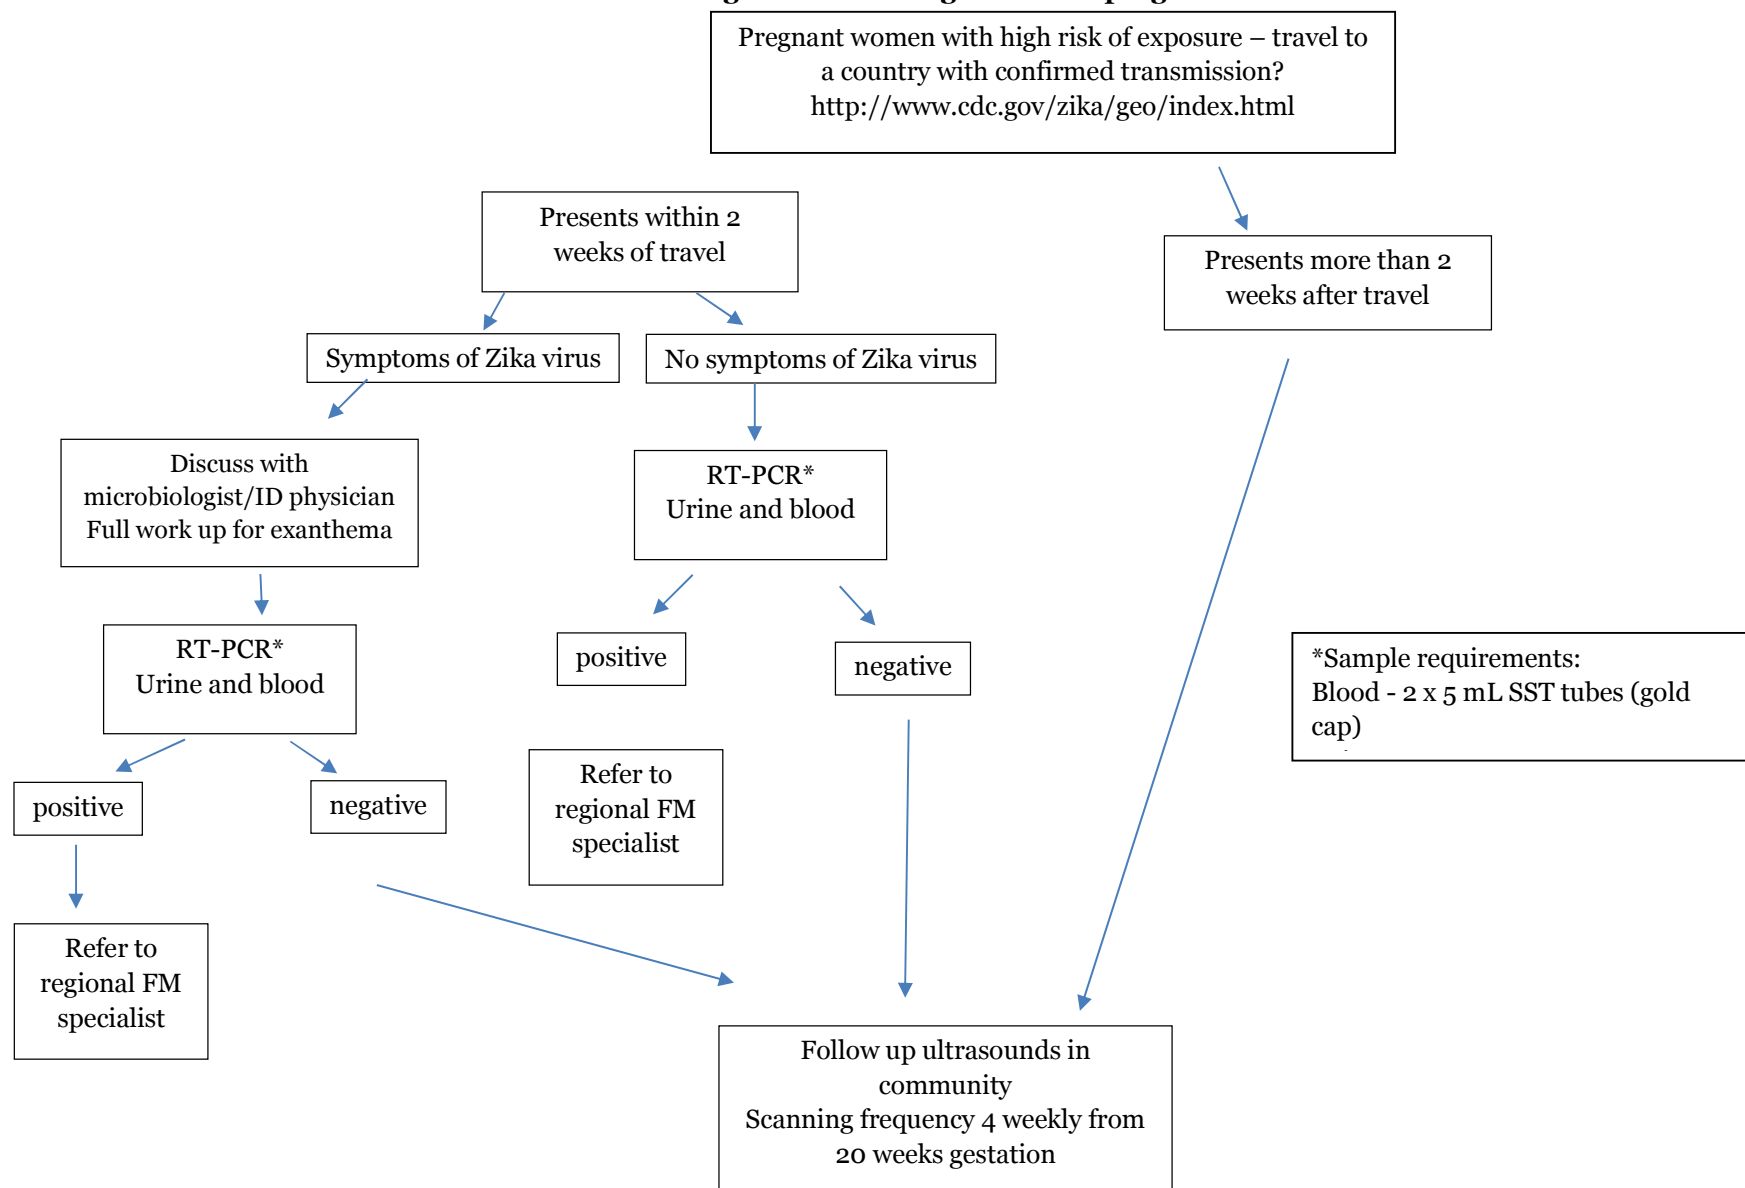 Pregnant women with high risk of exposure – travel to
a country with confirmed transmission?
http://www.cdc.gov/zika/geo/index.html
Presents within 2
weeks of travel
Presents more than 2
weeks after travel
Symptoms of Zika virus
No symptoms of Zika virus
Discuss with
microbiologist/ID physician
Full work up for exanthema
RT-PCR*
Urine and blood
RT-PCR*
Urine and blood
positive
negative
*Sample requirements:
Blood - 2 x 5 mL SST tubes (gold
cap)
positive
negative
Refer to
regional FM
specialist
Refer to
regional FM
specialist
Follow up ultrasounds in
community
Scanning frequency 4 weekly from
20 weeks gestation